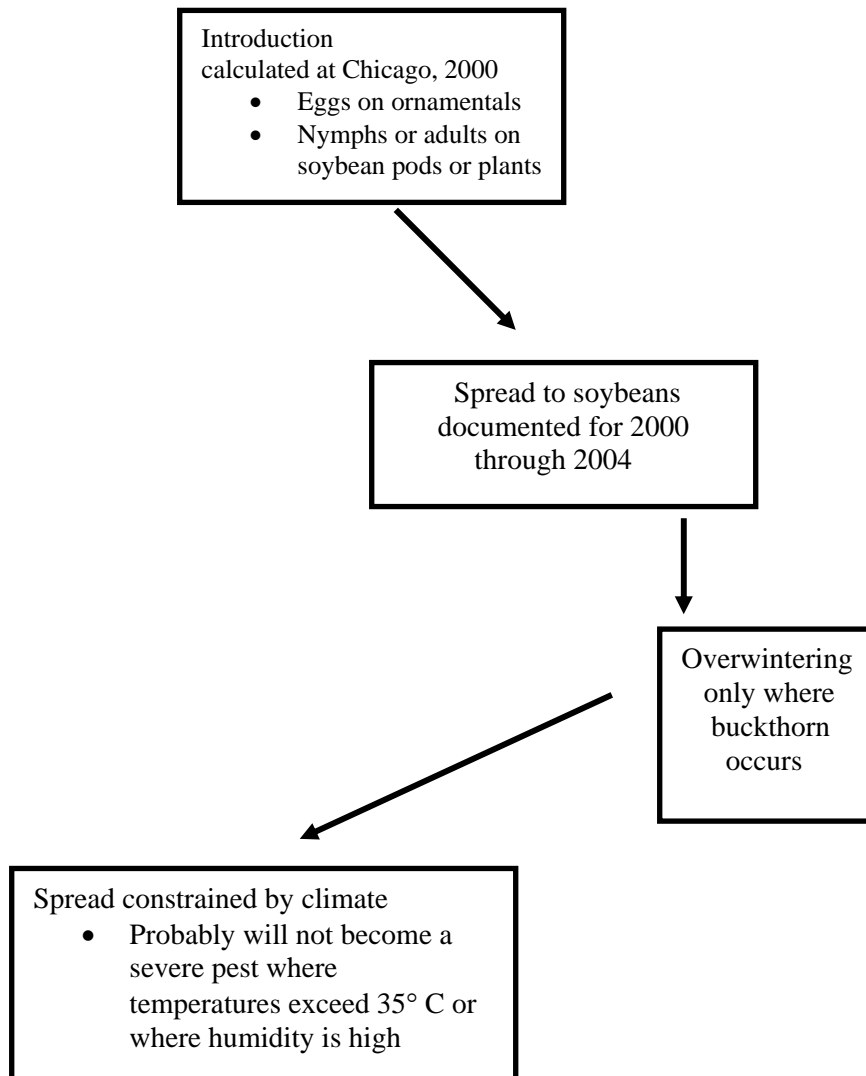 Introduction
calculated at Chicago, 2000
• Eggs on ornamentals
• Nymphs or adults on
soybean pods or plants
Spread to soybeans
documented for 2000
through 2004
Overwintering
only where
buckthorn
occurs
Spread constrained by climate
• Probably will not become a
severe pest where
temperatures exceed 35° C or
where humidity is high